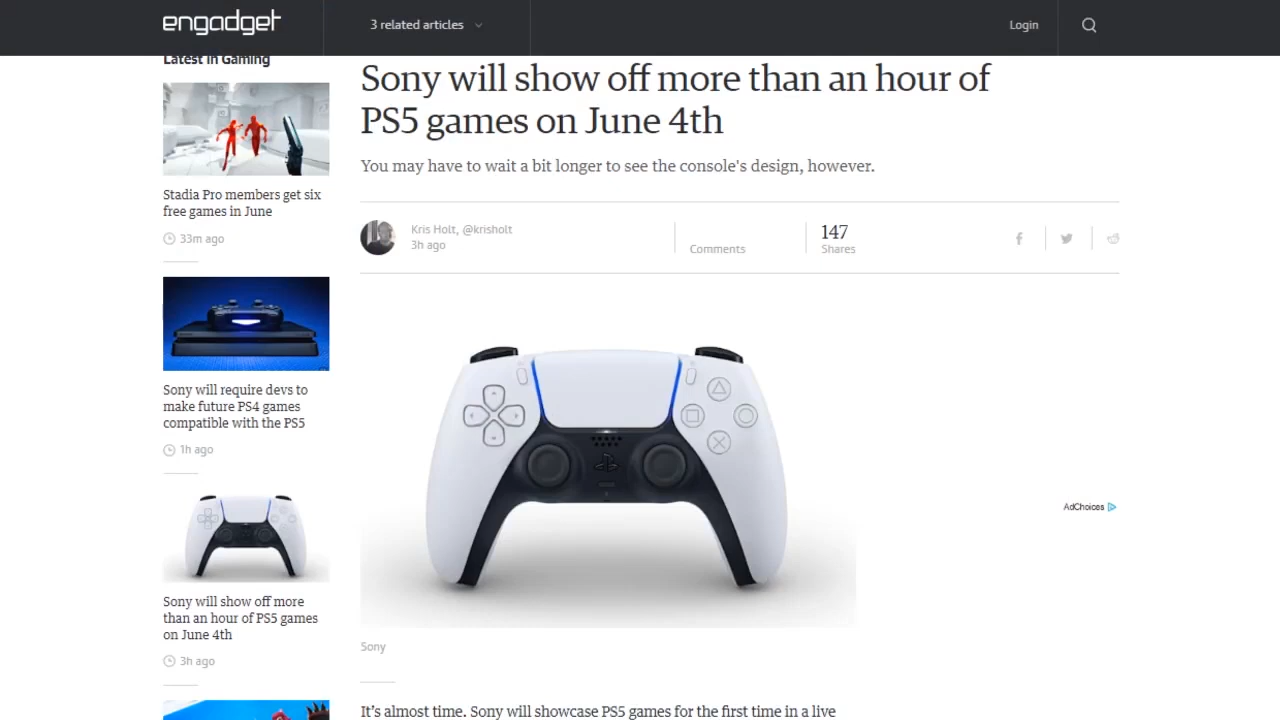 engadget
3 related articles
Login
Latest in Gaming
Stadia Pro members get six
free games in June
33m ago
Sony will require devs to
make future PS4 games
compatible with the PS5
1h ago
Sony will show off more
than an hour of PS5 games
on June 4th
3h ago
Sony will show off more than an hour of
PS5 games on June 4th
You may have to wait a bit longer to see the console's design, however.
Kris Holt, @krisholt
3h ago
Comments
147
Shares
AdChoices
Sony
It's almost time. Sony will showcase PS5 games for the first time in a live